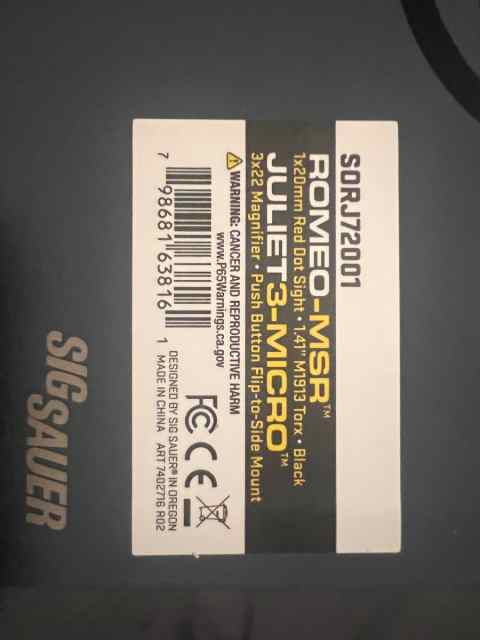 SORJ72001
ROMEO-MSR™
1x20mm Red Dot Sight • 1.41" M1913 Torx • Black
JULIET3-MICRO™
3x22 Magnifier • Push Button Flip-to-Side Mount
⚠WARNING: CANCER AND REPRODUCTIVE HARM
www.P65Warnings.ca.gov
FC CE
7 98681 63816 1
DESIGNED BY SIG SAUER® IN OREGON
MADE IN CHINA ART 7402716 R02
SIG SAUER